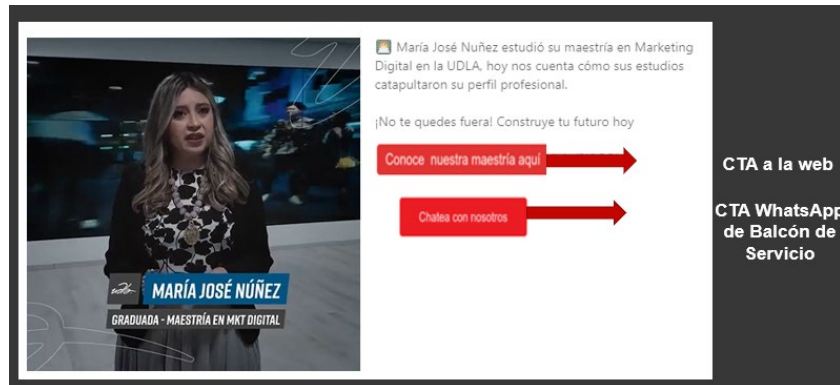 María José Nuñez estudió su maestría en Marketing
Digital en la UDLA, hoy nos cuenta cómo sus estudios
catapultaron su perfil profesional.
¡No te quedes fuera! Construye tu futuro hoy
Conoce nuestra maestría aquí
Chatea con nosotros
CTA a la web
CTA WhatsApp
de Balcón de
Servicio
udla
MARÍA JOSÉ NÚÑEZ
GRADUADA - MAESTRÍA EN MKT DIGITAL